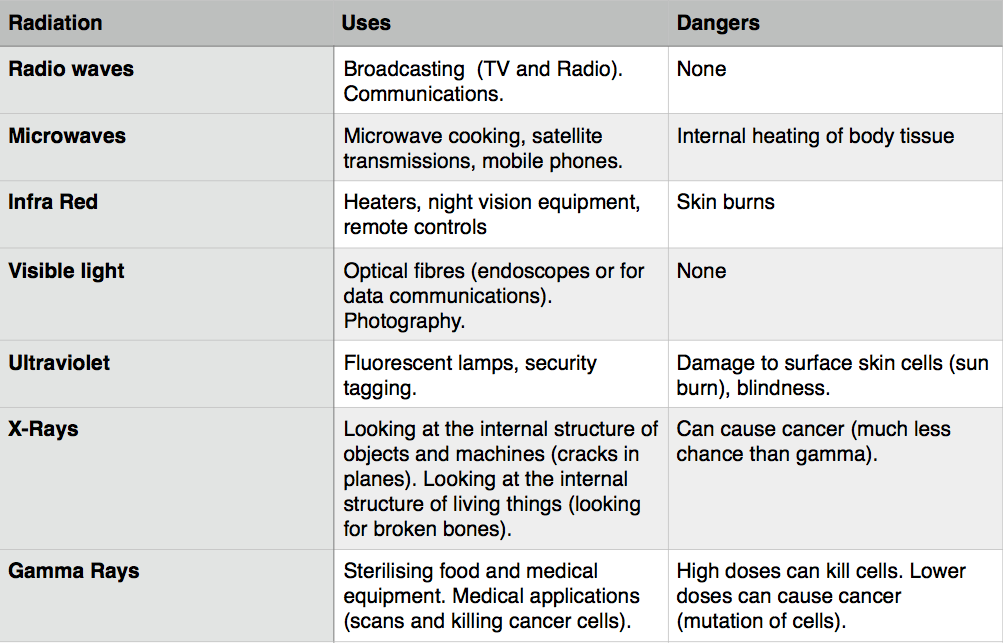 Radiation Uses Dangers
Radio waves Broadcasting (TV and Radio). None
Communications.
Microwaves Microwave cooking, satellite Internal heating of body tissue
transmissions, mobile phones.
Infra Red Heaters, night vision equipment, Skin burns
remote controls
Visible light Optical fibres (endoscopes or for None
data communications).
Photography.
Ultraviolet Fluorescent lamps, security Damage to surface skin cells (sun
tagging. burn), blindness.
X-Rays Looking at the internal structure of Can cause cancer (much less
objects and machines (cracks in chance than gamma).
planes). Looking at the internal
structure of living things (looking
for broken bones).
Gamma Rays Sterilising food and medical High doses can kill cells. Lower
equipment. Medical applications doses can cause cancer
(scans and killing cancer cells). (mutation of cells).